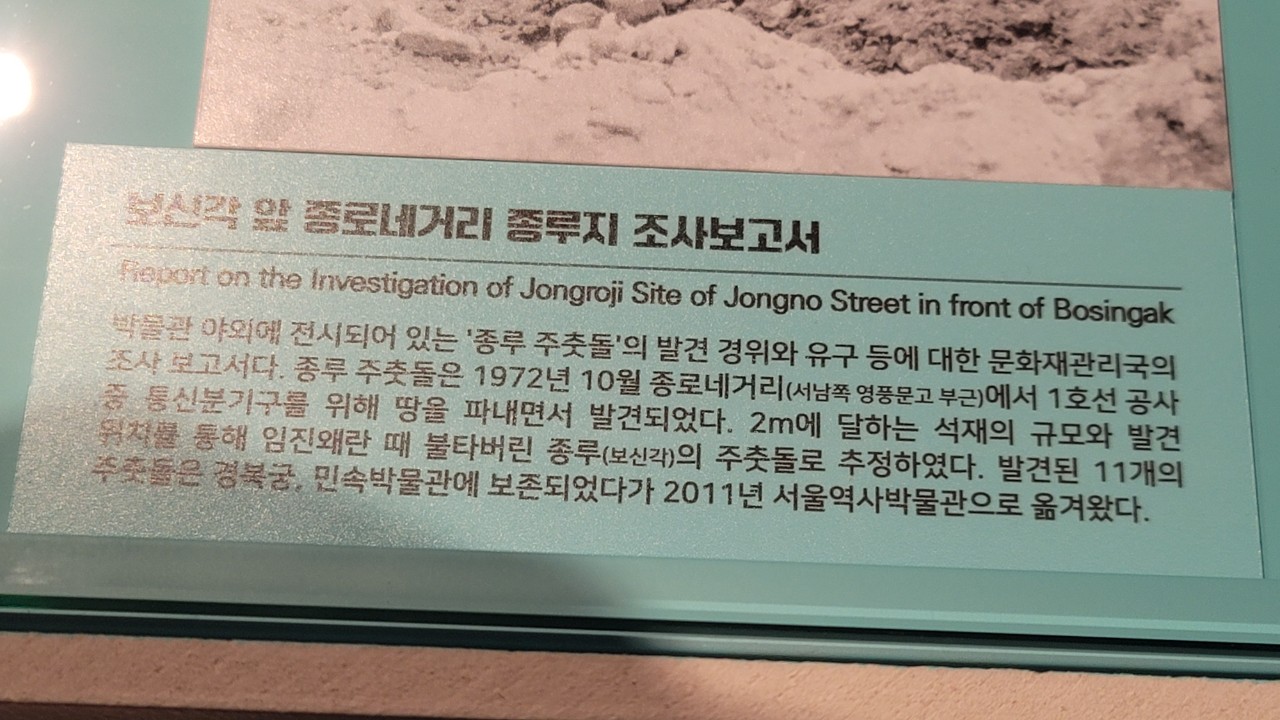 보신각 앞 종로네거리 종루지 조사보고서
Report on the Investigation of Jongroji Site of Jongno Street in front of Bosingak
박물관 야외에 전시되어 있는 '종루 주춧돌'의 발견 경위와 유구 등에 대한 문화재관리국의
조사 보고서다. 종루 주춧돌은 1972년 10월 종로네거리(서남쪽 영풍문고 부근)에서 1호선 공사
중 통신분기구를 위해 땅을 파내면서 발견되었다. 2m에 달하는 석재의 규모와 발견
위치를 통해 임진왜란 때 불타버린 종루(보신각)의 주춧돌로 추정하였다. 발견된 11개의
주춧돌은 경복궁, 민속박물관에 보존되었다가 2011년 서울역사박물관으로 옮겨왔다.